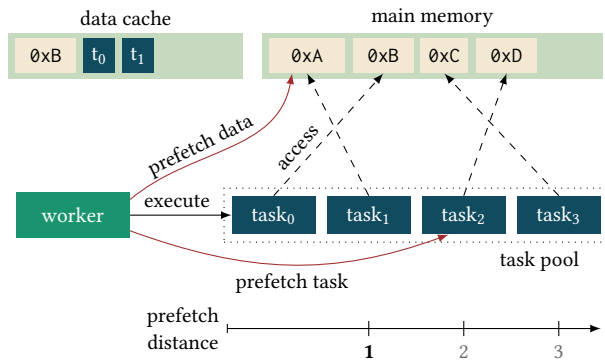 data cache
main memory
0xB t₀ t₁
0xA 0xB 0xC 0xD
prefetch data
access
worker
execute
task₀ task₁ task₂ task₃
task pool
prefetch task
prefetch
distance
1 2 3